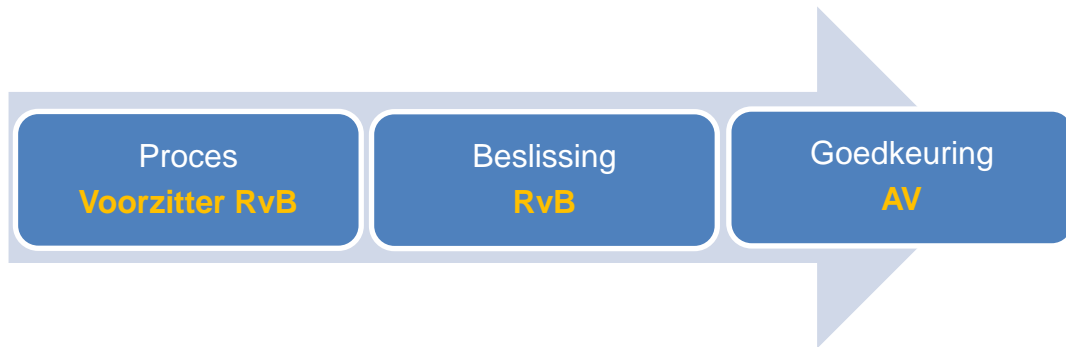 Proces
Voorzitter RvB
Beslissing
RvB
Goedkeuring
AV